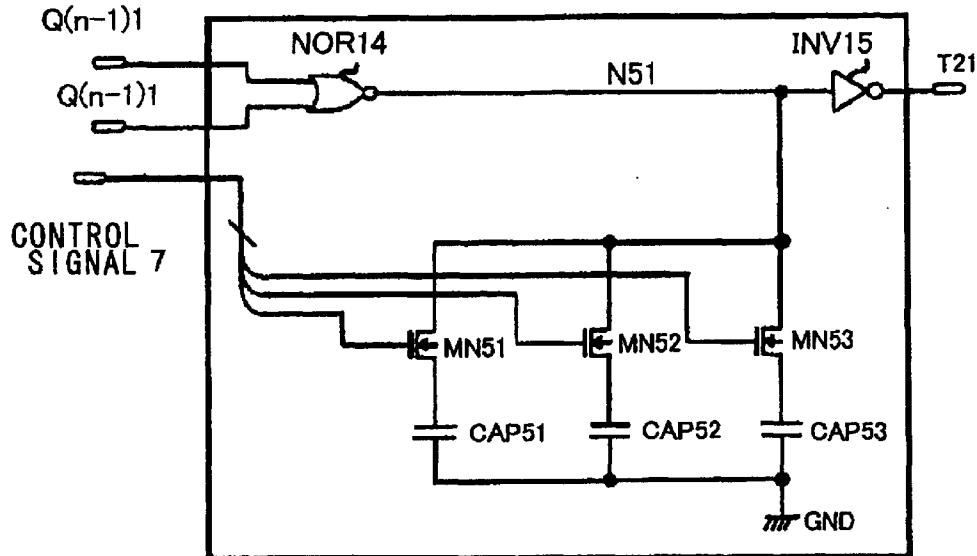 Q(n-1)1
NOR14
INV15
N51
T21
Q(n-1)1
CONTROL
SIGNAL 7
MN51
MN52
MN53
CAP51
CAP52
CAP53
GND